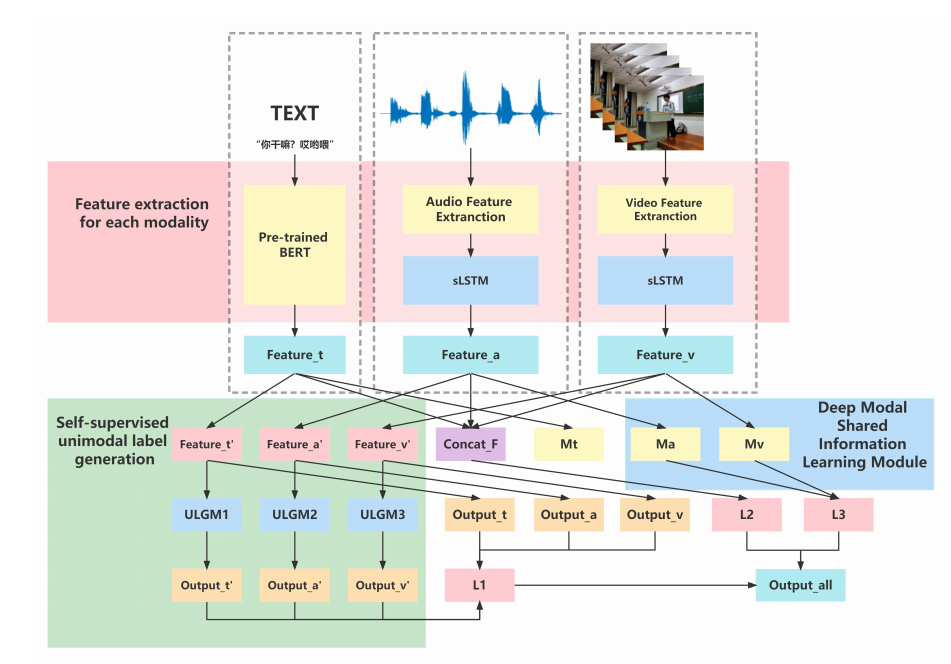 TEXT
“你干嘛？哎哟喂”
Feature extraction
for each modality
Pre-trained
BERT
Audio Feature
Extranction
Video Feature
Extranction
sLSTM
sLSTM
Feature_t
Feature_a
Feature_v
Self-supervised
unimodal label
generation
Deep Modal
Shared
Information
Learning Module
Feature_t'
Feature_a'
Feature_v'
Concat_F
Mt
Ma
Mv
ULGM1
ULGM2
ULGM3
Output_t
Output_a
Output_v
L2
L3
Output_t'
Output_a'
Output_v'
L1
Output_all